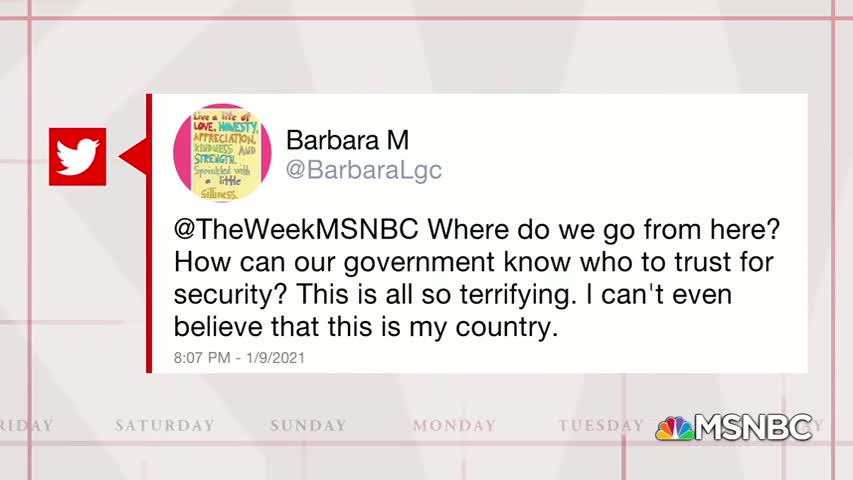 Live a life of
LOVE, HONESTY,
APPRECIATION,
KINDNESS AND
STRENGTH.
Sprinkled with
a little
silliness.
Barbara M
@BarbaraLgc
@TheWeekMSNBC Where do we go from here?
How can our government know who to trust for
security? This is all so terrifying. I can't even
believe that this is my country.
8:07 PM - 1/9/2021
RIDAY SATURDAY SUNDAY MONDAY TUESDAY AY
MSNBC